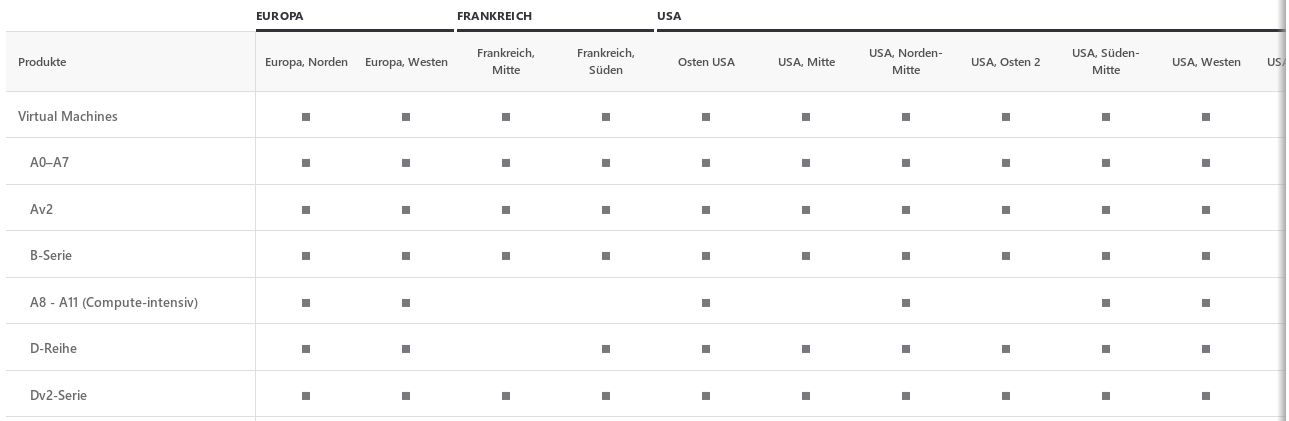 EUROPA FRANKREICH USA
Produkte Europa, Norden Europa, Westen Frankreich, Mitte Frankreich, Süden Osten USA USA, Mitte USA, Norden-Mitte USA, Osten 2 USA, Süden-Mitte USA, Westen
Virtual Machines
A0–A7
Av2
B-Serie
A8 - A11 (Compute-intensiv)
D-Reihe
Dv2-Serie